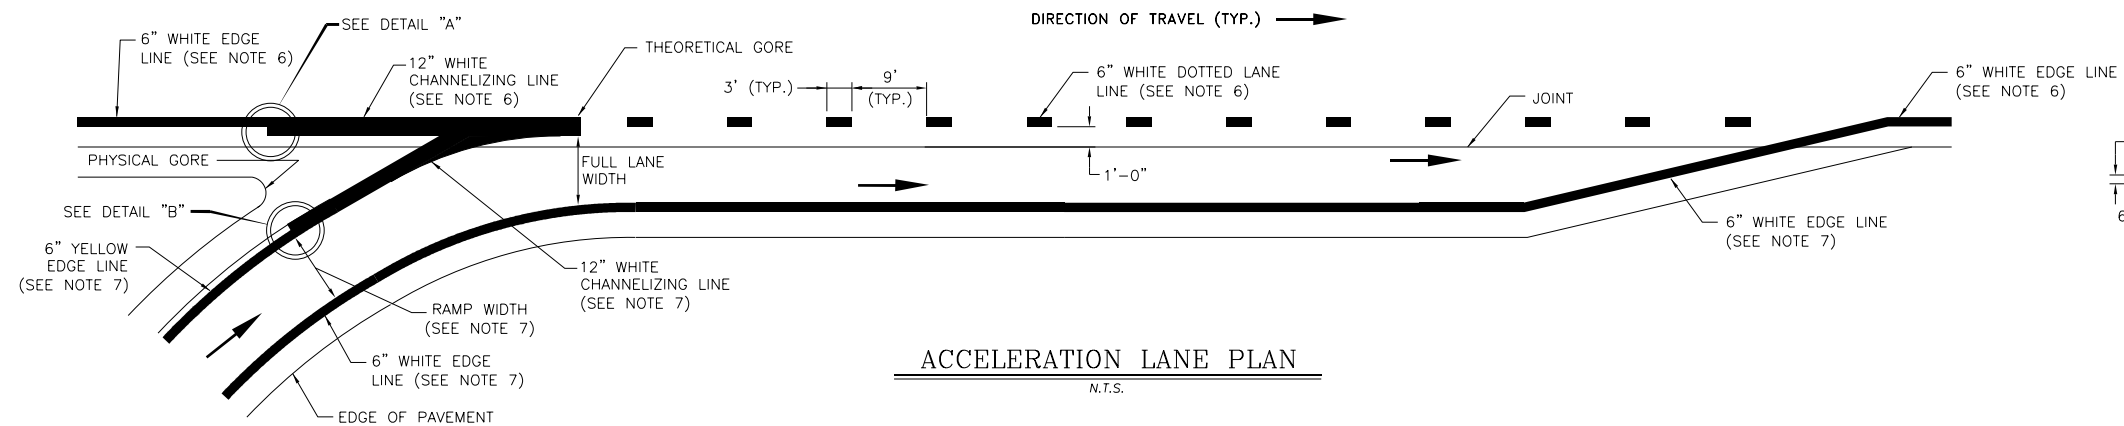 DIRECTION OF TRAVEL (TYP.)
SEE DETAIL "A"
6" WHITE EDGE
LINE (SEE NOTE 6)
12" WHITE
CHANNELIZING LINE
(SEE NOTE 6)
THEORETICAL GORE
3' (TYP.)
9'
(TYP.)
6" WHITE DOTTED LANE
LINE (SEE NOTE 6)
JOINT
6" WHITE EDGE LINE
(SEE NOTE 6)
PHYSICAL GORE
FULL LANE
WIDTH
1'-0"
SEE DETAIL "B"
6" YELLOW
EDGE LINE
(SEE NOTE 7)
12" WHITE
CHANNELIZING LINE
(SEE NOTE 7)
6" WHITE EDGE LINE
(SEE NOTE 7)
RAMP WIDTH
(SEE NOTE 7)
6" WHITE EDGE
LINE (SEE NOTE 7)
EDGE OF PAVEMENT
ACCELERATION LANE PLAN
N.T.S.